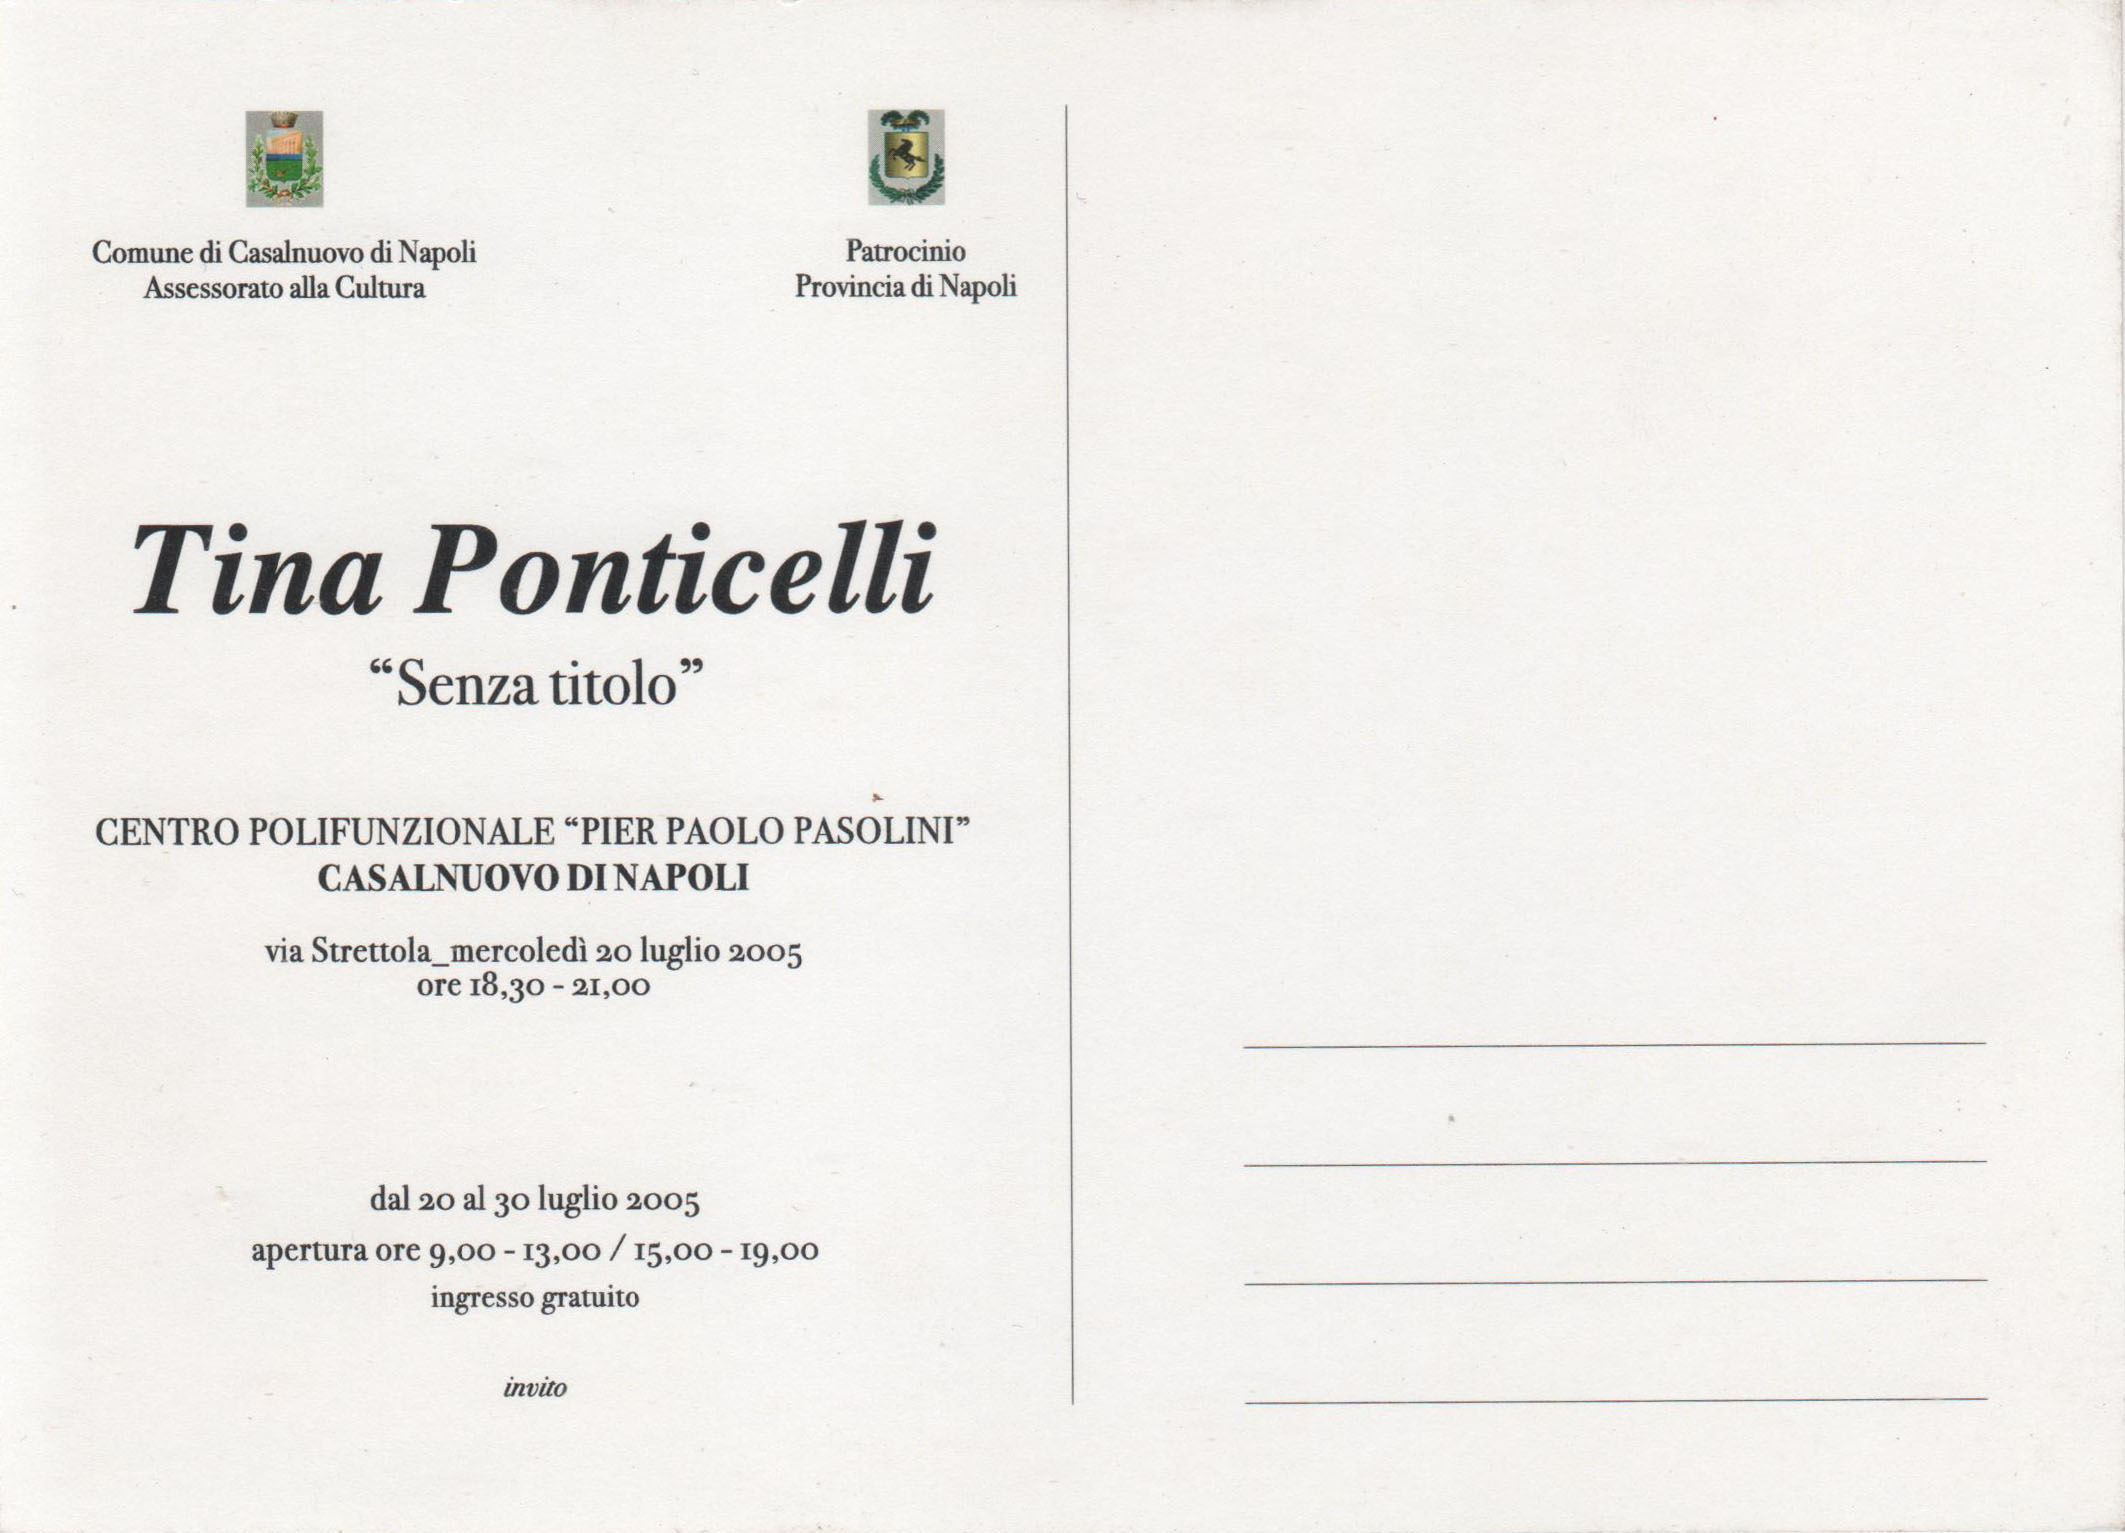 Comune di Casalnuovo di Napoli
Assessorato alla Cultura
Patrocinio
Provincia di Napoli
Tina Ponticelli
“Senza titolo”
CENTRO POLIFUNZIONALE “PIER PAOLO PASOLINI”
CASALNUOVO DI NAPOLI
via Strettola_mercoledì 20 luglio 2005
ore 18,30 - 21,00
dal 20 al 30 luglio 2005
apertura ore 9,00 - 13,00 / 15,00 - 19,00
ingresso gratuito
invito